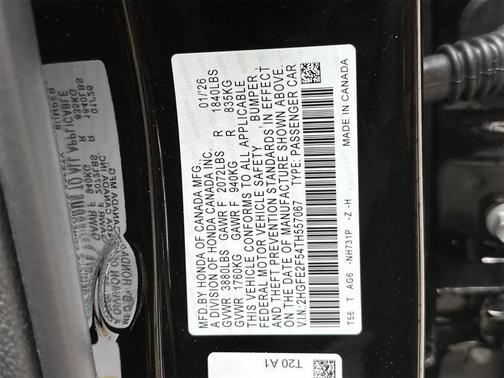 MFD.BY HONDA OF CANADA MFG. 01/'26
A DIVISION OF HONDA CANADA INC.
GVWR 3880LBS GAWR F 2072LBS R 1840LBS
GVWR 1760KG GAWR F 940KG R 835KG
THIS VEHICLE CONFORMS TO ALL APPLICABLE
FEDERAL MOTOR VEHICLE SAFETY BUMPER
AND THEFT PREVENTION STANDARDS IN EFFECT
ON THE DATE OF MANUFACTURE SHOWN ABOVE.
V.I.N.:2HGFE2F54TH557067 TYPE:PASSENGER CAR
T56 T AG6 -NH731P -Z -H MADE IN CANADA
T20 A1